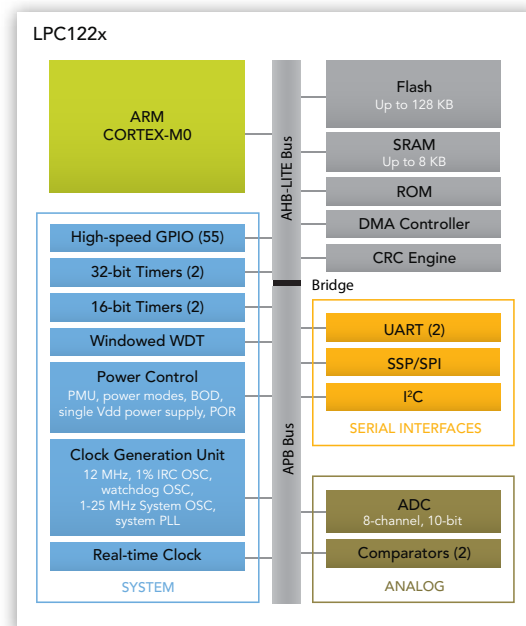 LPC122x
ARM
CORTEX-M0
High-speed GPIO (55)
32-bit Timers (2)
16-bit Timers (2)
Windowed WDT
Power Control
PMU, power modes, BOD,
single Vdd power supply, POR
Clock Generation Unit
12 MHz, 1% IRC OSC,
watchdog OSC,
1-25 MHz System OSC,
system PLL
Real-time Clock
SYSTEM
AHB-LITE Bus
Bridge
APB Bus
Flash
Up to 128 KB
SRAM
Up to 8 KB
ROM
DMA Controller
CRC Engine
UART (2)
SSP/SPI
I²C
SERIAL INTERFACES
ADC
8-channel, 10-bit
Comparators (2)
ANALOG